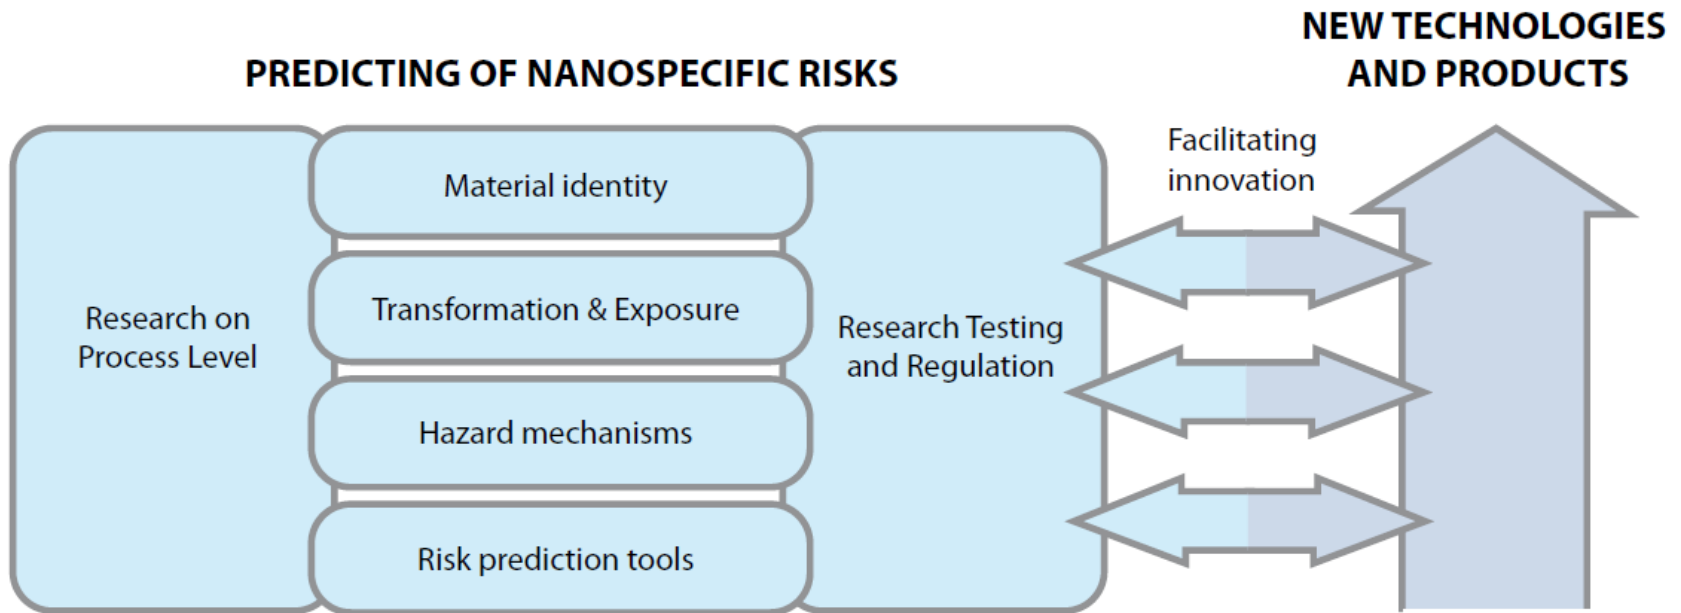 PREDICTING OF NANOSPECIFIC RISKS
NEW TECHNOLOGIES
AND PRODUCTS
Research on
Process Level
Material identity
Transformation & Exposure
Hazard mechanisms
Risk prediction tools
Research Testing
and Regulation
Facilitating
innovation